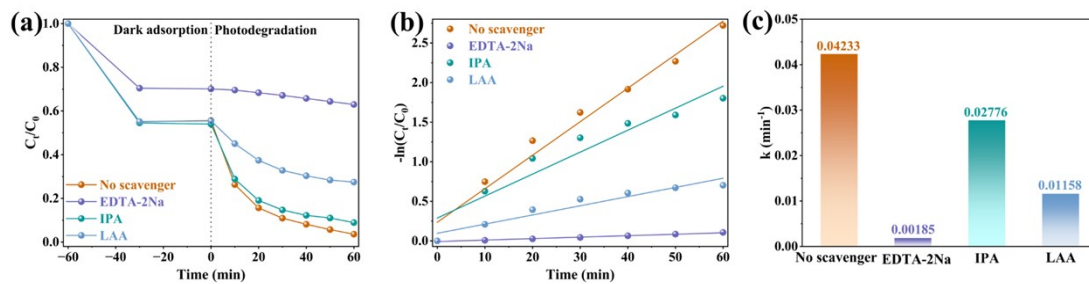 (a)
Dark adsorption
Photodegradation
1.0
0.8
0.6
0.4
0.2
0.0
Ct/C0
No scavenger
EDTA-2Na
IPA
LAA
−60 −40 −20 0 20 40 60
Time (min)
(b)
No scavenger
EDTA-2Na
IPA
LAA
2.5
2.0
1.5
1.0
0.5
0.0
-ln(Ct/C0)
0 10 20 30 40 50 60
Time (min)
(c)
0.05
0.04
0.03
0.02
0.01
0.00
k (min-1)
0.04233
0.00185
0.02776
0.01158
No scavenger EDTA-2Na IPA LAA